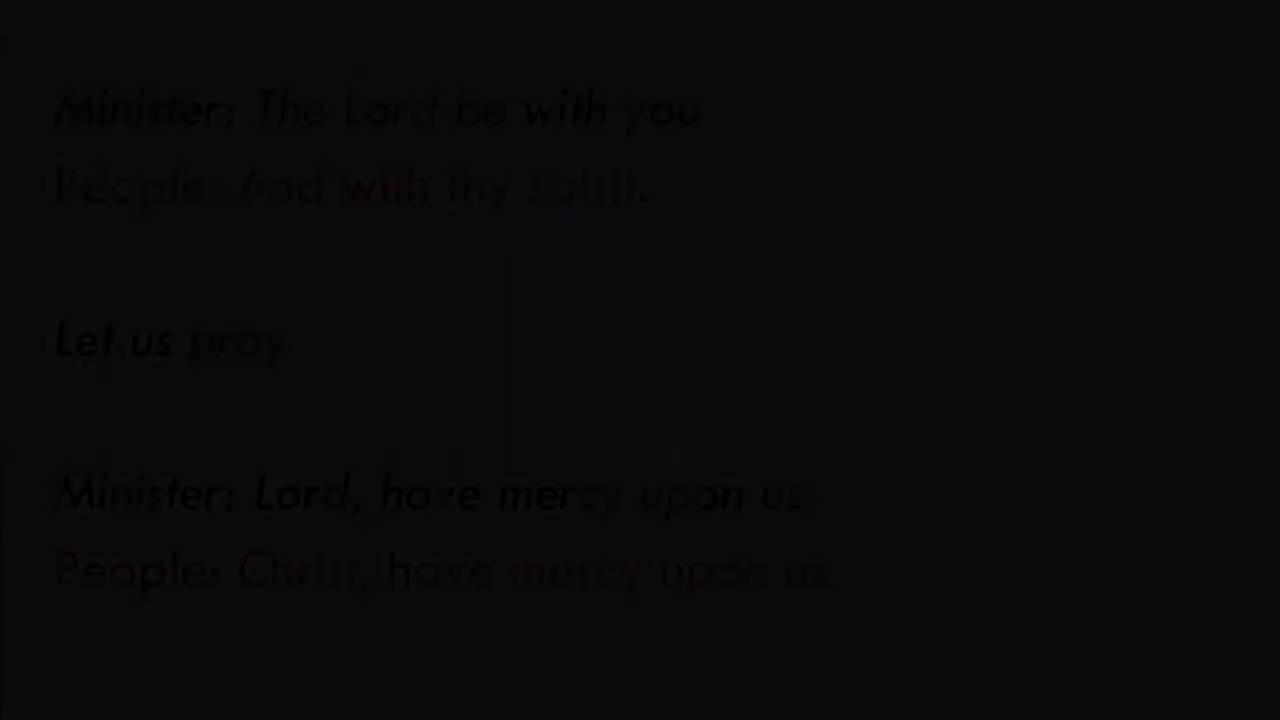 Minister: The Lord be with you
People: And with thy spirit.
Let us pray
Minister: Lord, have mercy upon us.
People: Christ, have mercy upon us.